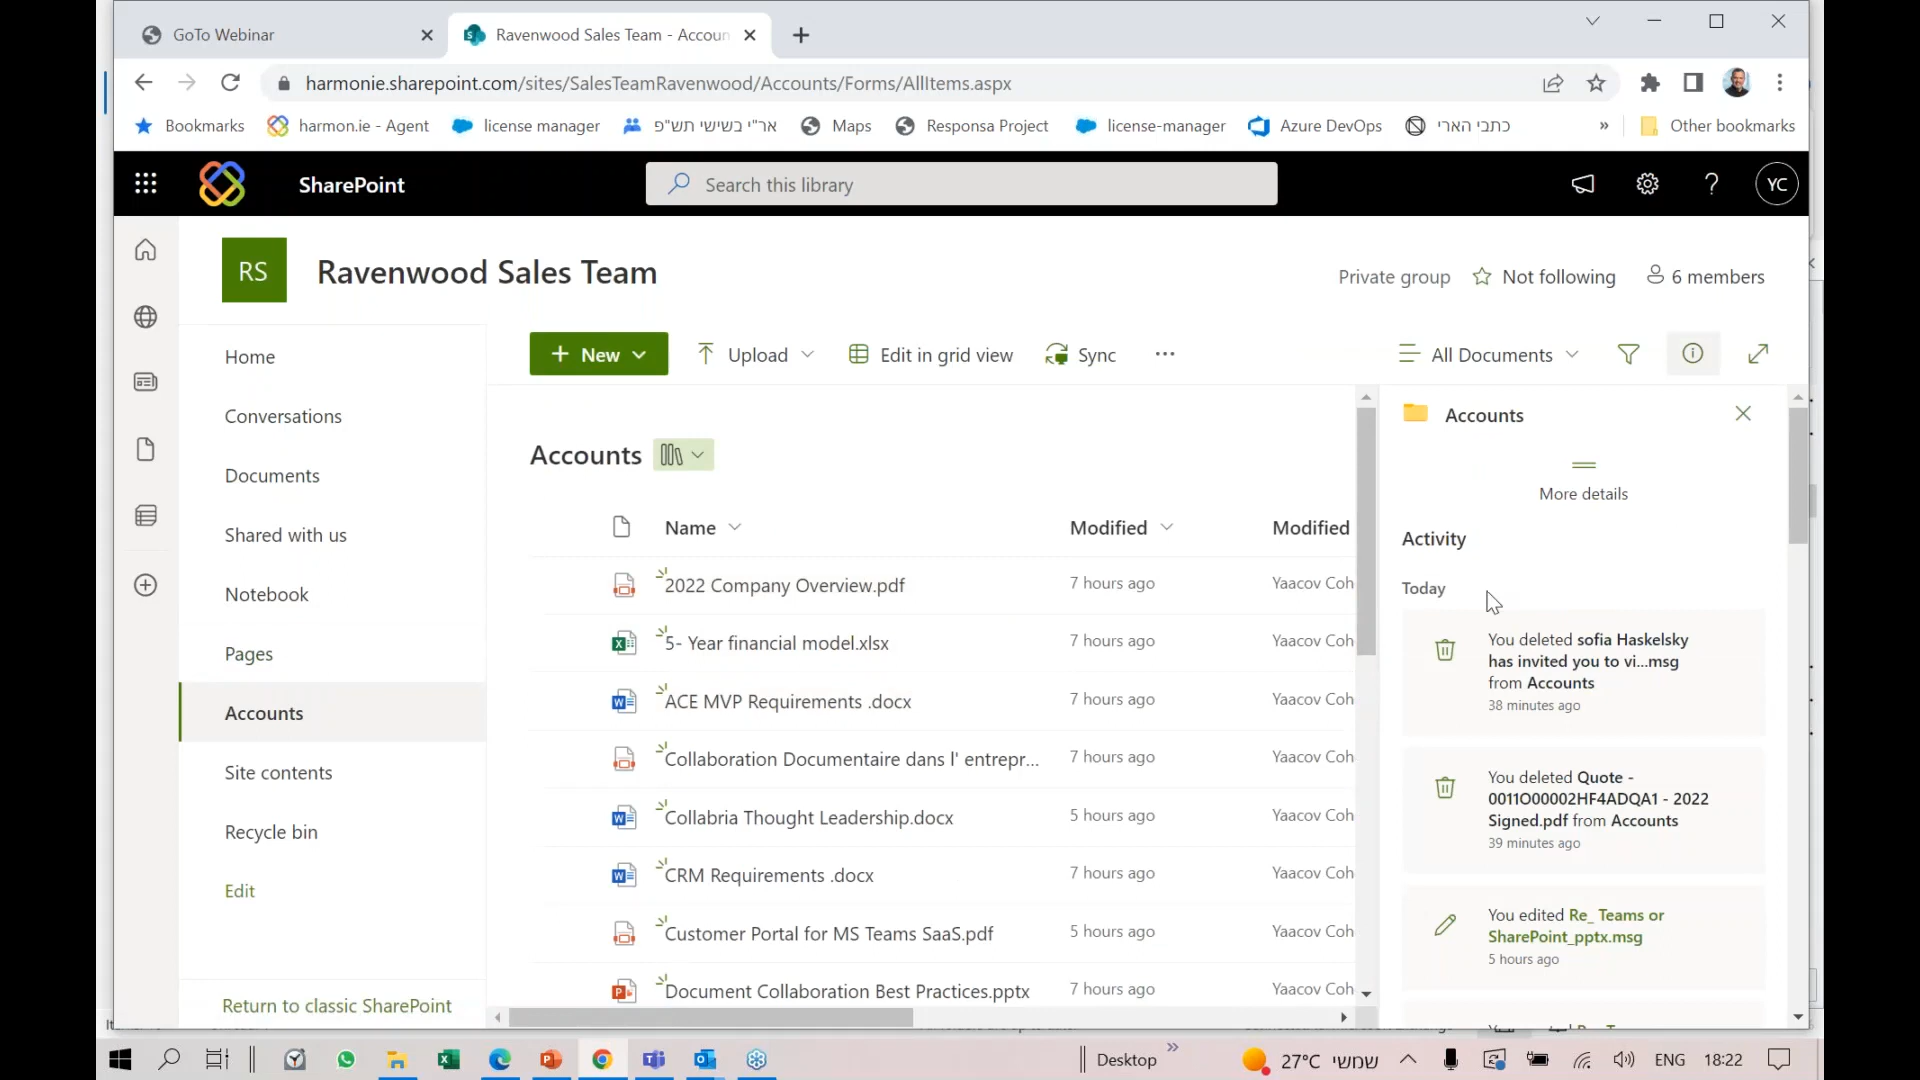 GoTo Webinar
Ravenwood Sales Team - Accoun
harmonie.sharepoint.com/sites/SalesTeamRavenwood/Accounts/Forms/AllItems.aspx
Bookmarks
harmon.ie - Agent
license manager
אר"י בשישי תש"פ
Maps
Responsa Project
license-manager
Azure DevOps
כתבי הארי
»
Other bookmarks
SharePoint
Search this library
YC
RS
Ravenwood Sales Team
Private group
Not following
6 members
Home
Conversations
Documents
Shared with us
Notebook
Pages
Accounts
Site contents
Recycle bin
Edit
Return to classic SharePoint
New
Upload
Edit in grid view
Sync
All Documents
Accounts
Name
Modified
Modified
2022 Company Overview.pdf
7 hours ago
Yaacov Coh
5- Year financial model.xlsx
7 hours ago
Yaacov Coh
ACE MVP Requirements .docx
7 hours ago
Yaacov Coh
Collaboration Documentaire dans l' entrepr...
7 hours ago
Yaacov Coh
Collabria Thought Leadership.docx
5 hours ago
Yaacov Coh
CRM Requirements .docx
7 hours ago
Yaacov Coh
Customer Portal for MS Teams SaaS.pdf
5 hours ago
Yaacov Coh
Document Collaboration Best Practices.pptx
7 hours ago
Yaacov Coh
Accounts
More details
Activity
Today
You deleted sofia Haskelsky
has invited you to vi...msg
from Accounts
38 minutes ago
You deleted Quote -
0011O00002HF4ADQA1 - 2022
Signed.pdf from Accounts
39 minutes ago
You edited Re_ Teams or
SharePoint_pptx.msg
5 hours ago
Desktop
»
27°C שמשי
ENG
18:22